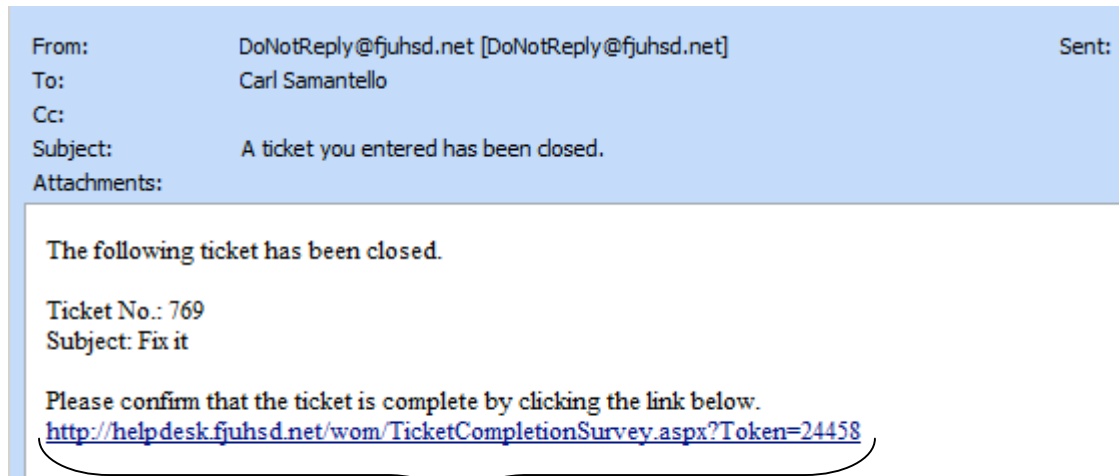 From: DoNotReply@fjuhsd.net [DoNotReply@fjuhsd.net] Sent:
To: Carl Samantello
Cc:
Subject: A ticket you entered has been closed.
Attachments:
The following ticket has been closed.
Ticket No.: 769
Subject: Fix it
Please confirm that the ticket is complete by clicking the link below.
http://helpdesk.fjuhsd.net/wom/TicketCompletionSurvey.aspx?Token=24458